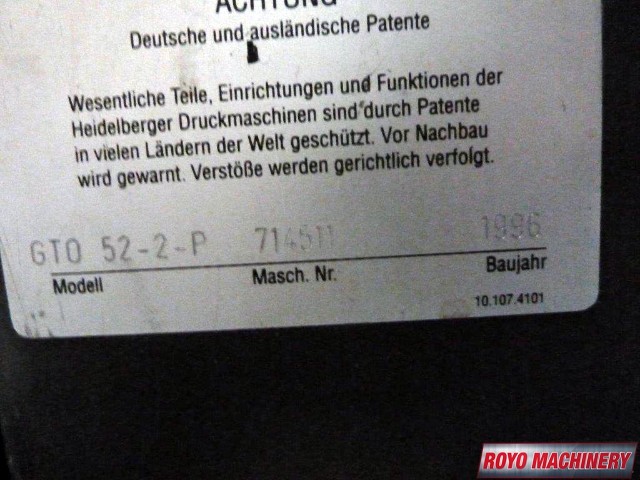 ACHTUNG
Deutsche und ausländische Patente
Wesentliche Teile, Einrichtungen und Funktionen der
Heidelberger Druckmaschinen sind durch Patente
in vielen Ländern der Welt geschützt. Vor Nachbau
wird gewarnt. Verstöße werden gerichtlich verfolgt.
GTO 52-2-P 714511 1996
Modell Masch. Nr. Baujahr
10.107.4101
ROYO MACHINERY